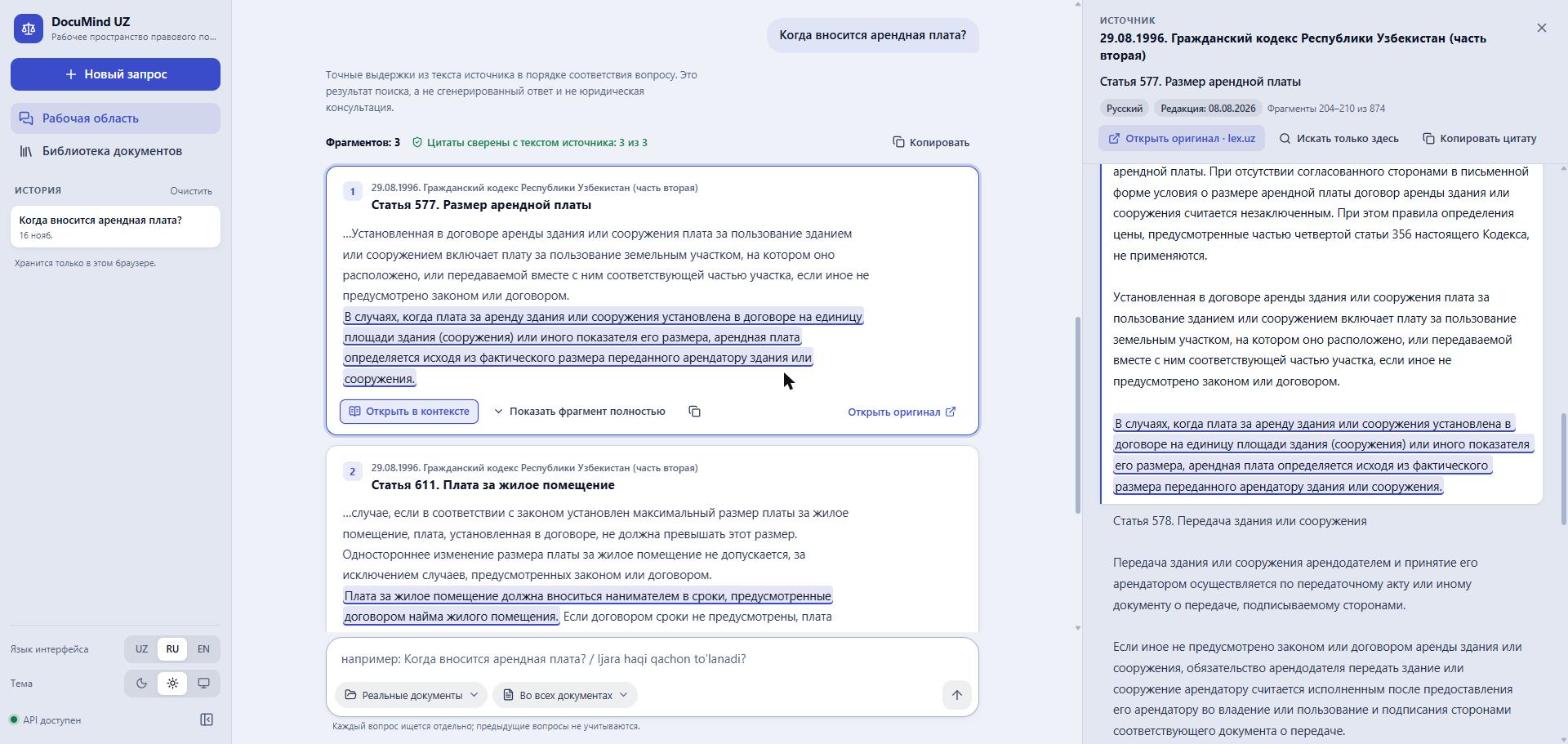 DocuMind UZ
Рабочее пространство правового по...
Новый запрос
Рабочая область
Библиотека документов
ИСТОРИЯ
Очистить
Когда вносится арендная плата?
16 нояб.
Хранится только в этом браузере.
Язык интерфейса
UZ
RU
EN
Тема
API доступен
Когда вносится арендная плата?
Точные выдержки из текста источника в порядке соответствия вопросу. Это
результат поиска, а не сгенерированный ответ и не юридическая
консультация.
Фрагментов: 3
Цитаты сверены с текстом источника: 3 из 3
Копировать
1
29.08.1996. Гражданский кодекс Республики Узбекистан (часть вторая)
Статья 577. Размер арендной платы
...Установленная в договоре аренды здания или сооружения плата за пользование зданием
или сооружением включает плату за пользование земельным участком, на котором оно
расположено, или передаваемой вместе с ним соответствующей частью участка, если иное не
предусмотрено законом или договором.
В случаях, когда плата за аренду здания или сооружения установлена в договоре на единицу
площади здания (сооружения) или иного показателя его размера, арендная плата
определяется исходя из фактического размера переданного арендатору здания или
сооружения.
Открыть в контексте
Показать фрагмент полностью
Открыть оригинал
2
29.08.1996. Гражданский кодекс Республики Узбекистан (часть вторая)
Статья 611. Плата за жилое помещение
...случае, если в соответствии с законом установлен максимальный размер платы за жилое
помещение, плата, установленная в договоре, не должна превышать этот размер.
Одностороннее изменение размера платы за жилое помещение не допускается, за
исключением случаев, предусмотренных законом или договором.
Плата за жилое помещение должна вноситься нанимателем в сроки, предусмотренные
договором найма жилого помещения. Если договором сроки не предусмотрены, плата
например: Когда вносится арендная плата? / Ijara haqi qachon to'lanadi?
Реальные документы
Во всех документах
Каждый вопрос ищется отдельно; предыдущие вопросы не учитываются.
ИСТОЧНИК
29.08.1996. Гражданский кодекс Республики Узбекистан (часть
вторая)
Статья 577. Размер арендной платы
Русский
Редакция: 08.08.2026
Фрагменты 204–210 из 874
Открыть оригинал · lex.uz
Искать только здесь
Копировать цитату
арендной платы. При отсутствии согласованного сторонами в письменной
форме условия о размере арендной платы договор аренды здания или
сооружения считается незаключенным. При этом правила определения
цены, предусмотренные частью четвертой статьи 356 настоящего Кодекса,
не применяются.
Установленная в договоре аренды здания или сооружения плата за
пользование зданием или сооружением включает плату за пользование
земельным участком, на котором оно расположено, или передаваемой
вместе с ним соответствующей частью участка, если иное не
предусмотрено законом или договором.
В случаях, когда плата за аренду здания или сооружения установлена в
договоре на единицу площади здания (сооружения) или иного показателя
его размера, арендная плата определяется исходя из фактического
размера переданного арендатору здания или сооружения.
Статья 578. Передача здания или сооружения
Передача здания или сооружения арендодателем и принятие его
арендатором осуществляется по передаточному акту или иному
документу о передаче, подписываемому сторонами.
Если иное не предусмотрено законом или договором аренды здания или
сооружения, обязательство арендодателя передать здание или
сооружение арендатору считается исполненным после предоставления
его арендатору во владение или пользование и подписания сторонами
соответствующего документа о передаче.